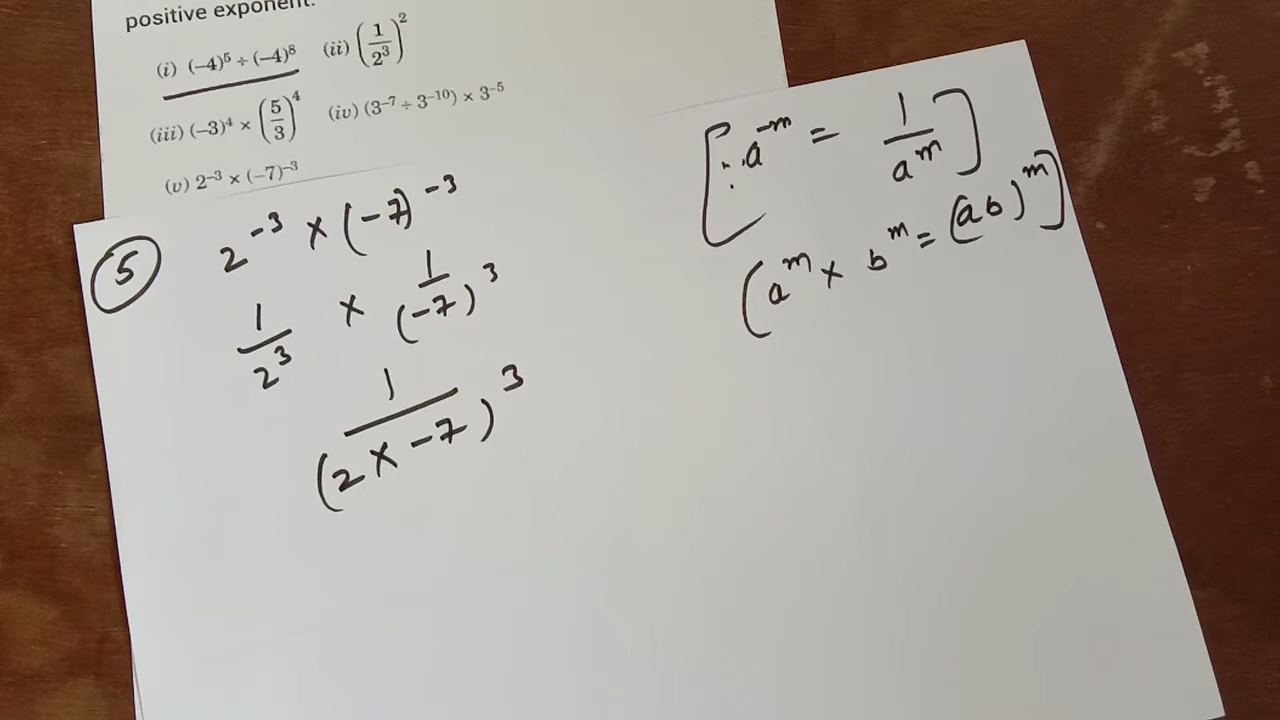 positive exponent.
(i) (−4)⁵ ÷ (−4)⁸ (ii) (1/2³)²
(iii) (−3)⁴ × (5/3)⁴ (iv) (3⁻⁷ ÷ 3⁻¹⁰) × 3⁻⁵
(v) 2⁻³ × (−7)⁻³
5 2⁻³ × (−7)⁻³
1/2³ × 1/(−7)³
1/(2 × −7)³
[∵ a⁻ᵐ = 1/aᵐ]
(aᵐ × bᵐ = (ab)ᵐ]